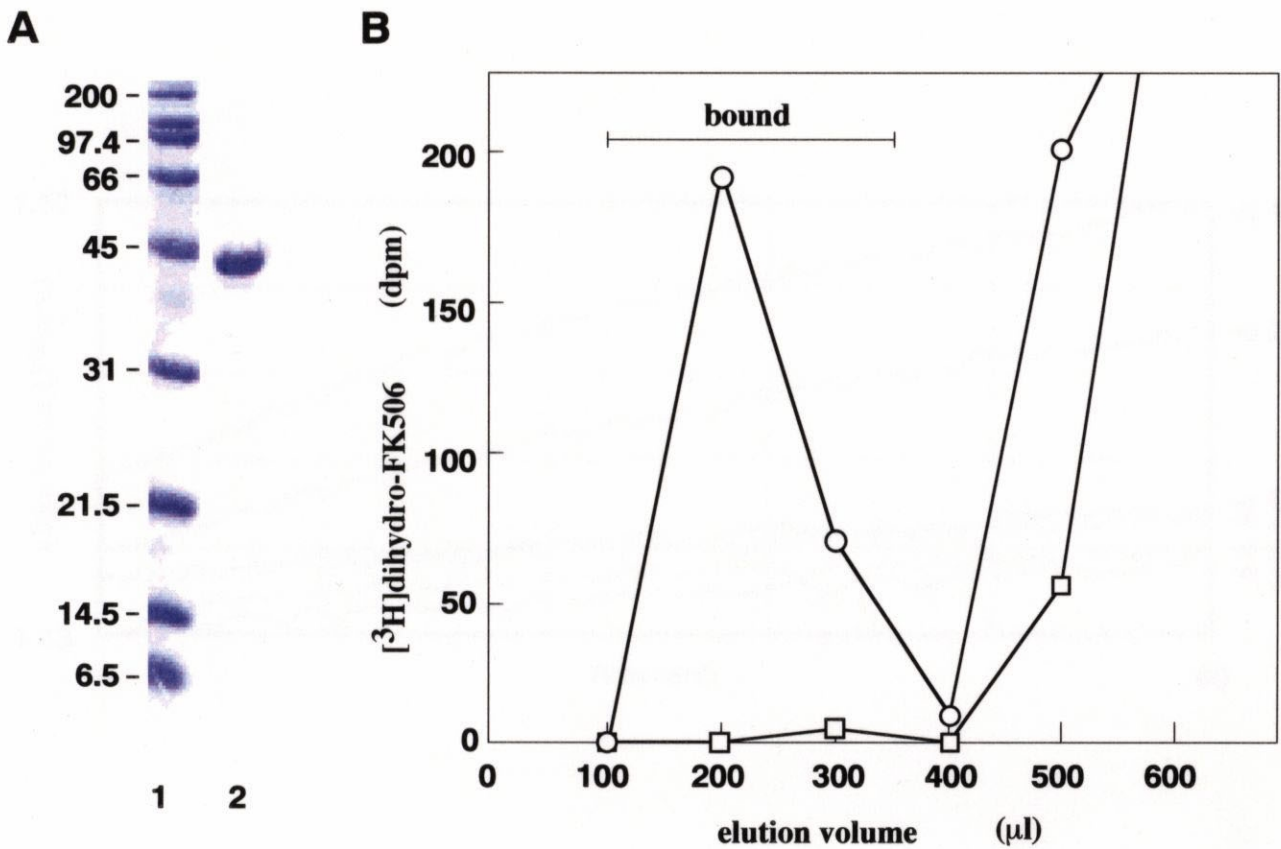 A
200 –
97.4 –
66 –
45 –
31 –
21.5 –
14.5 –
6.5 –
1 2
B
bound
[³H]dihydro-FK506 (dpm)
200
150
100
50
0
0 100 200 300 400 500 600
elution volume (µl)